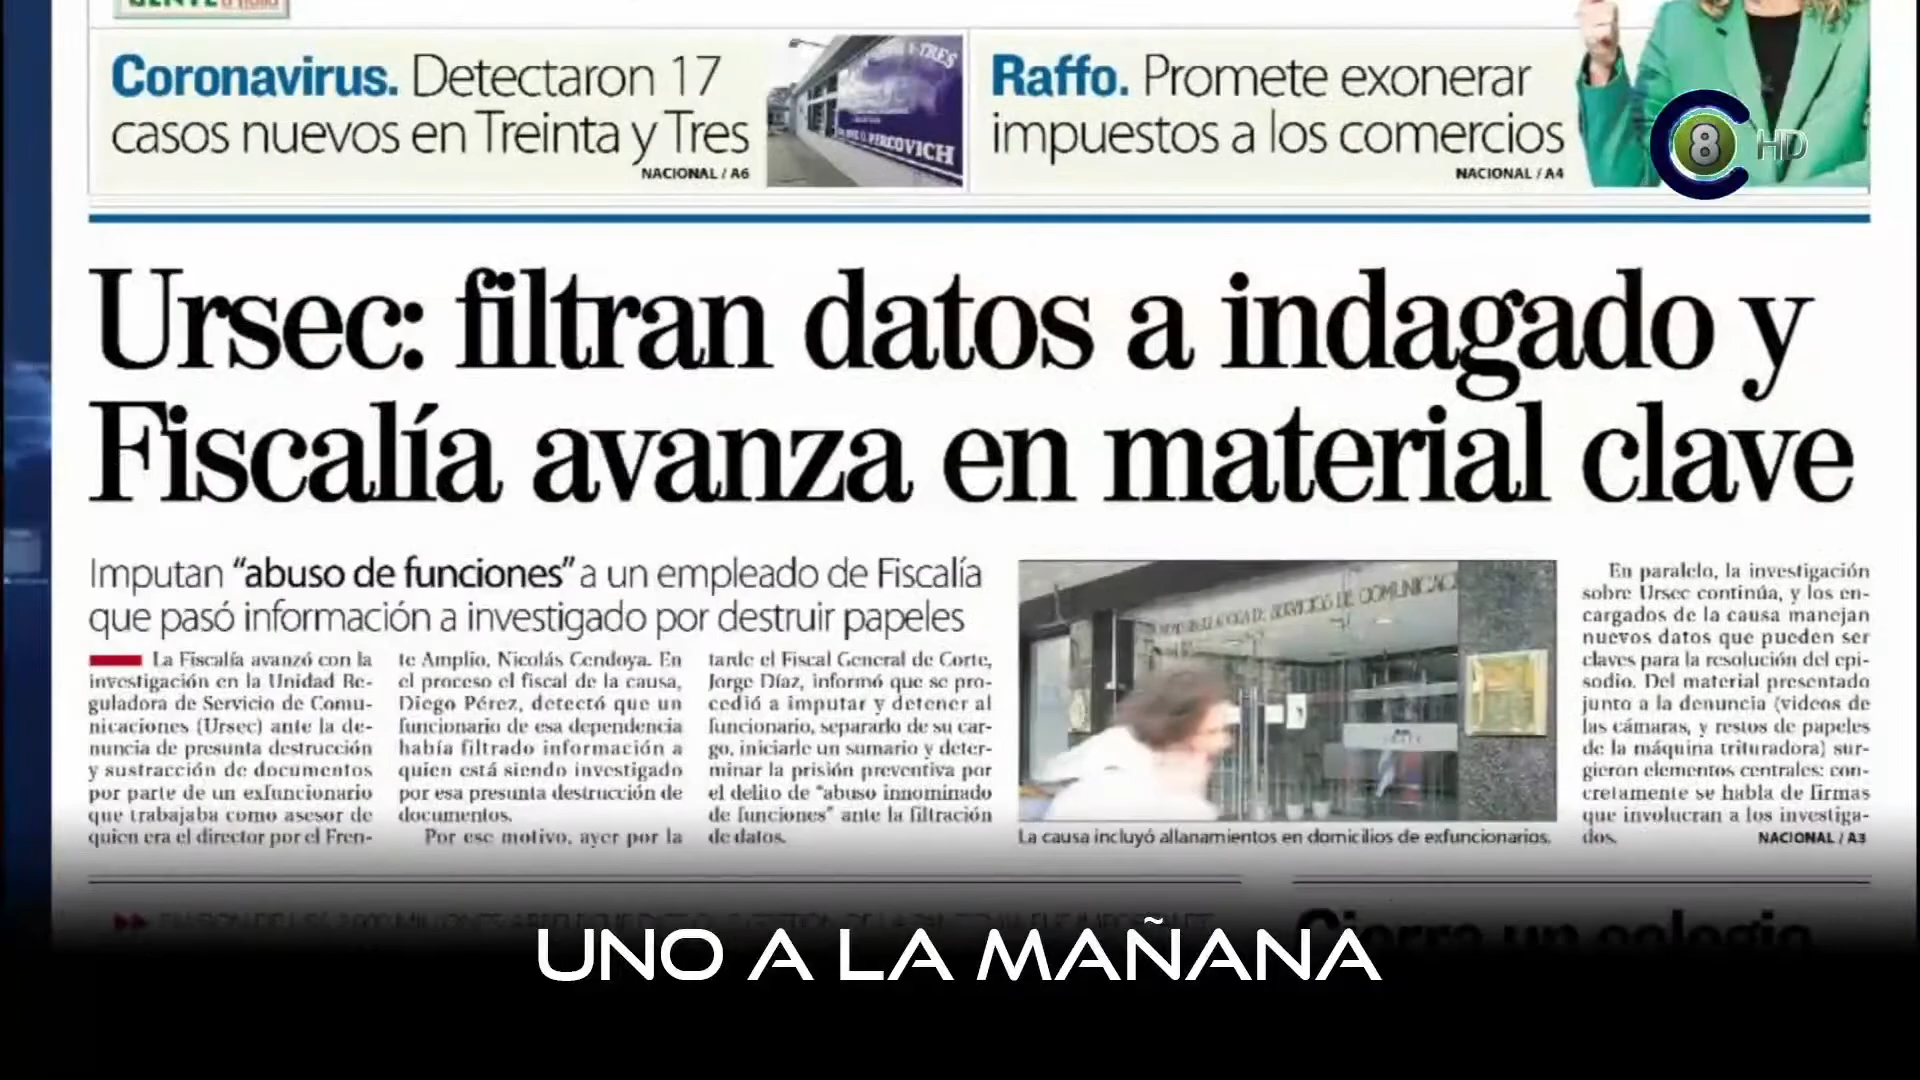 Coronavirus. Detectaron 17
casos nuevos en Treinta y Tres
NACIONAL / A6
PERCOVICH
Raffo. Promete exonerar
impuestos a los comercios
NACIONAL / A4
8 HD
Ursec: filtran datos a indagado y
Fiscalía avanza en material clave
Imputan “abuso de funciones” a un empleado de Fiscalía
que pasó información a investigado por destruir papeles
La Fiscalía avanzó con la
investigación en la Unidad Re-
guladora de Servicio de Comu-
nicaciones (Ursec) ante la de-
nuncia de presunta destrucción
y sustracción de documentos
por parte de un exfuncionario
que trabajaba como asesor de
quien era el director por el Fren-
te Amplio, Nicolás Cendoya. En
el proceso el fiscal de la causa,
Diego Pérez, detectó que un
funcionario de esa dependencia
había filtrado información a
quien está siendo investigado
por esa presunta destrucción de
documentos.
Por ese motivo, ayer por la
tarde el Fiscal General de Corte,
Jorge Díaz, informó que se pro-
cedió a imputar y detener al
funcionario, separarlo de su car-
go, iniciarle un sumario y deter-
minar la prisión preventiva por
el delito de “abuso innominado
de funciones” ante la filtración
de datos.
SERVICIOS DE COMUNICAC
La causa incluyó allanamientos en domicilios de exfuncionarios.
En paralelo, la investigación
sobre Ursec continúa, y los en-
cargados de la causa manejan
nuevos datos que pueden ser
claves para la resolución del epi-
sodio. Del material presentado
junto a la denuncia (videos de
las cámaras, y restos de papeles
de la máquina trituradora) sur-
gieron elementos centrales: con-
cretamente se habla de firmas
que involucran a los investiga-
dos.
NACIONAL / A3
Cierra un colegio
UNO A LA MAÑANA